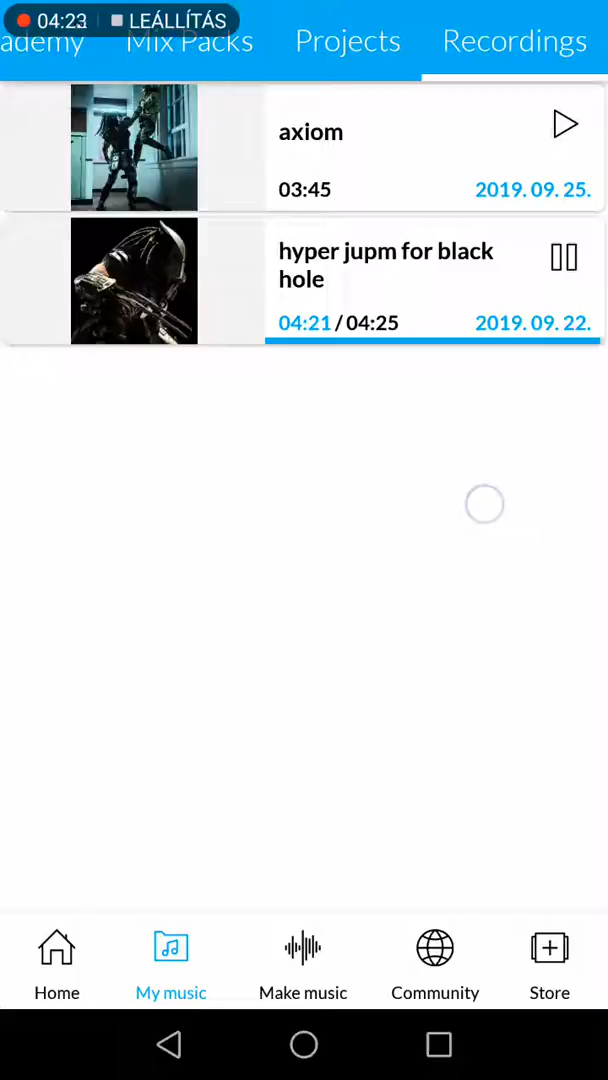 04:23 LEÁLLÍTÁS
ademy Mix Packs Projects Recordings
axiom
03:45 2019. 09. 25.
hyper jupm for black
hole
04:21 / 04:25 2019. 09. 22.
Home My music Make music Community Store